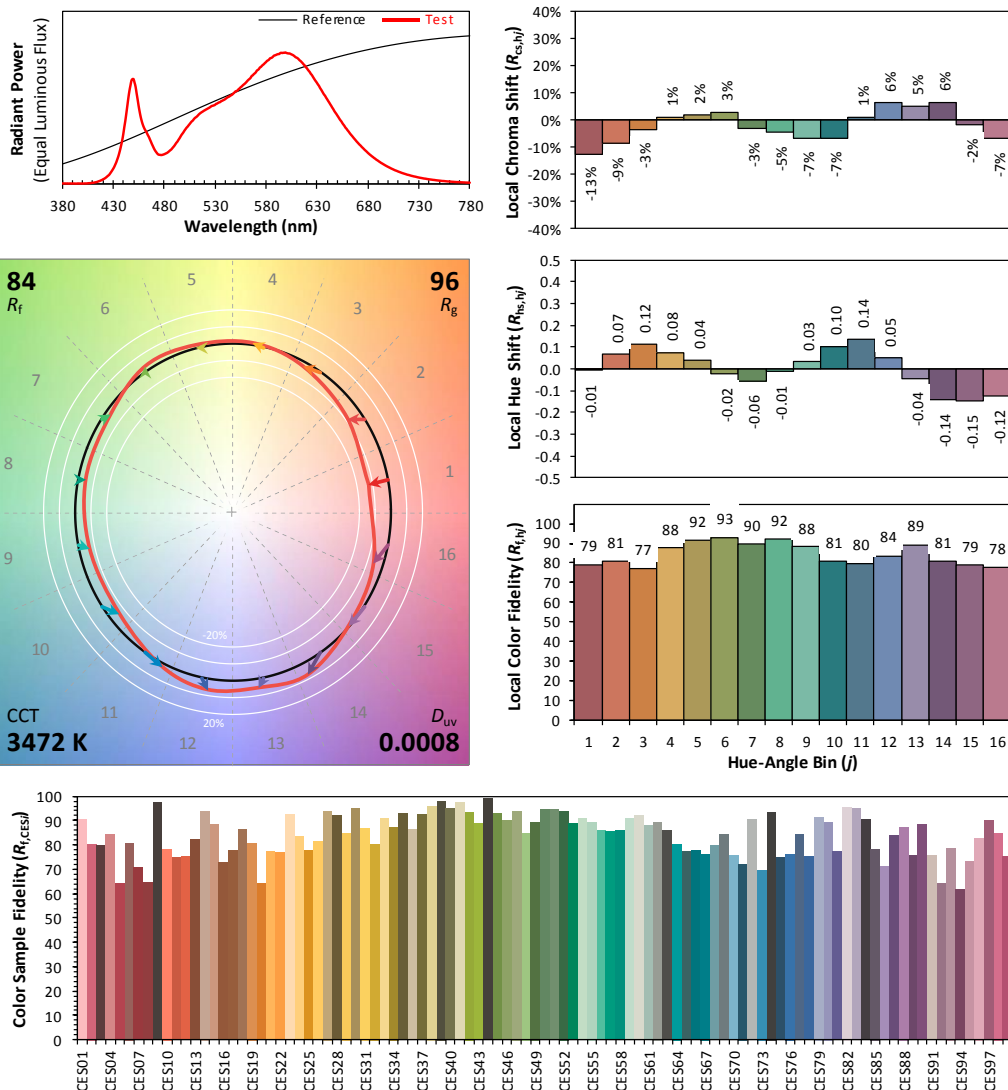 Reference
Test
Radiant Power
(Equal Luminous Flux)
380 430 480 530 580 630 680 730 780
Wavelength (nm)
Local Chroma Shift (Rcs,hj)
40%
30%
20%
10%
0%
-10%
-20%
-30%
-40%
-13% -9% -3% 1% 2% 3% -3% -5% -7% -7% 1% 6% 5% 6% -2% -7%
84
Rf
96
Rg
5 4
6 3
7 2
8 1
9 16
10 15
11 14
12 13
-20%
20%
CCT
3472 K
Duv
0.0008
Local Hue Shift (Rhs,hj)
0.5
0.4
0.3
0.2
0.1
0.0
-0.1
-0.2
-0.3
-0.4
-0.5
-0.01 0.07 0.12 0.08 0.04 -0.02 -0.06 -0.01 0.03 0.10 0.14 0.05 -0.04 -0.14 -0.15 -0.12
Local Color Fidelity (Rf,hj)
100
90
80
70
60
50
40
30
20
10
0
79 81 77 88 92 93 90 92 88 81 80 84 89 81 79 78
1 2 3 4 5 6 7 8 9 10 11 12 13 14 15 16
Hue-Angle Bin (j)
Color Sample Fidelity (Rf,CESi)
100
90
80
70
60
50
40
30
20
10
0
CES01 CES04 CES07 CES10 CES13 CES16 CES19 CES22 CES25 CES28 CES31 CES34 CES37 CES40 CES43 CES46 CES49 CES52 CES55 CES58 CES61 CES64 CES67 CES70 CES73 CES76 CES79 CES82 CES85 CES88 CES91 CES94 CES97